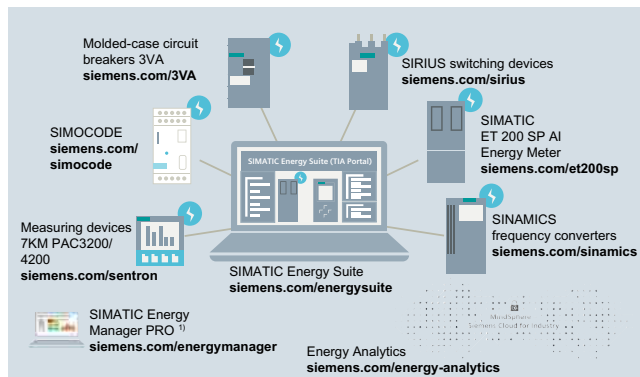 Molded-case circuit
breakers 3VA
siemens.com/3VA
SIRIUS switching devices
siemens.com/sirius
SIMOCODE
siemens.com/
simocode
SIMATIC
ET 200 SP AI
Energy Meter
siemens.com/et200sp
SIMATIC Energy Suite (TIA Portal)
Measuring devices
7KM PAC3200/
4200
siemens.com/sentron
SINAMICS
frequency converters
siemens.com/sinamics
SIMATIC Energy Suite
siemens.com/energysuite
SIMATIC Energy
Manager PRO 1)
siemens.com/energymanager
MindSphere
Siemens Cloud for Industry
Energy Analytics
siemens.com/energy-analytics